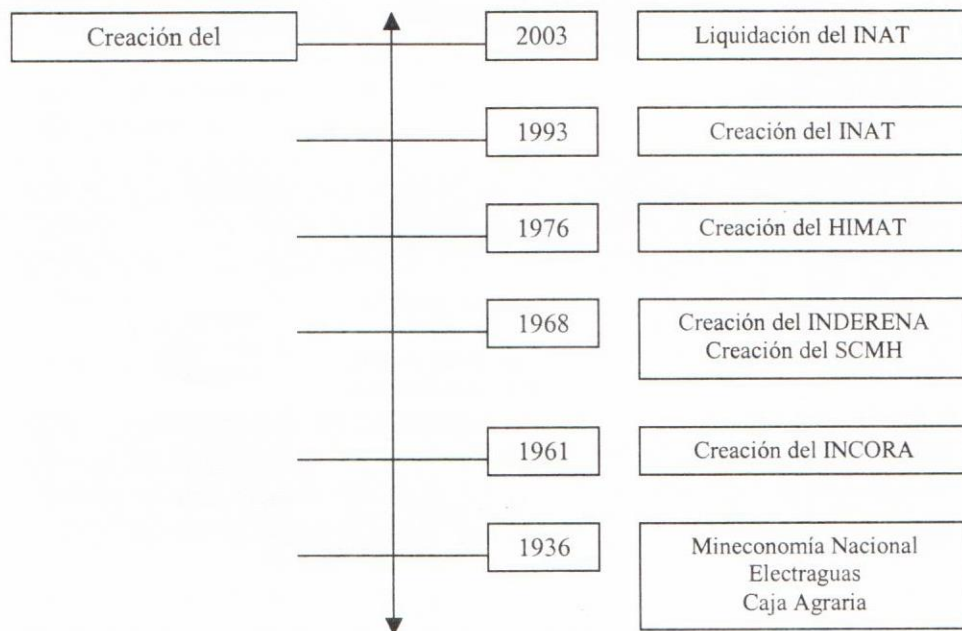 Creación del
2003
Liquidación del INAT
1993
Creación del INAT
1976
Creación del HIMAT
1968
Creación del INDERENA
Creación del SCMH
1961
Creación del INCORA
1936
Mineconomía Nacional
Electraguas
Caja Agraria